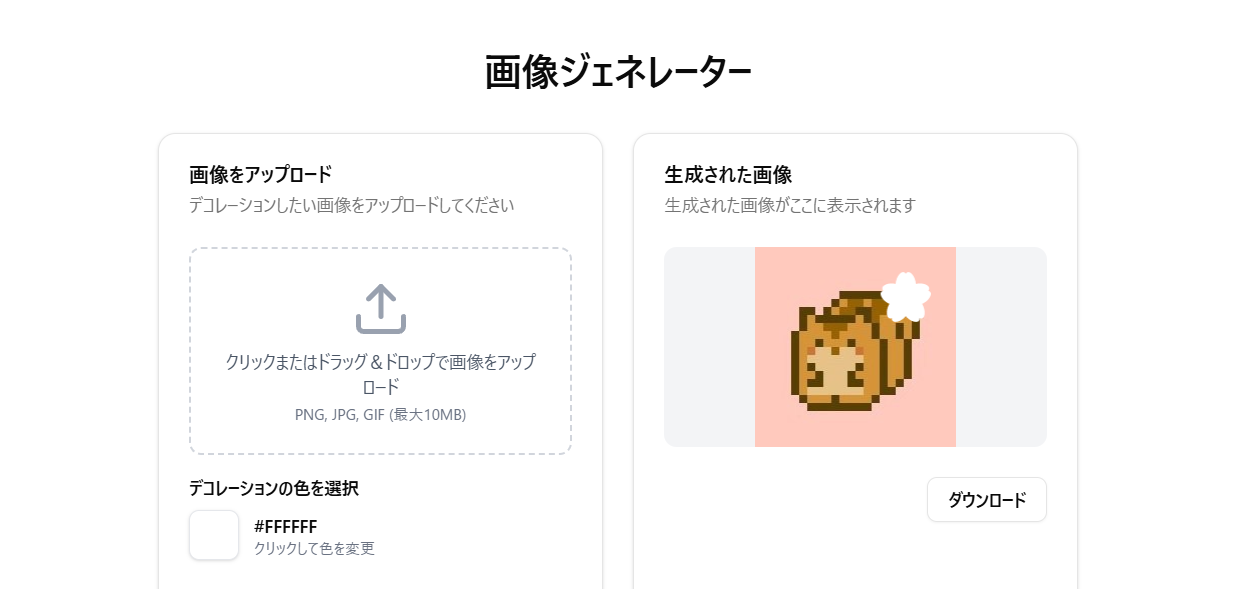 画像ジェネレーター
画像をアップロード
デコレーションしたい画像をアップロードしてください
クリックまたはドラッグ＆ドロップで画像をアップ
ロード
PNG, JPG, GIF (最大10MB)
デコレーションの色を選択
#FFFFFF
クリックして色を変更
生成された画像
生成された画像がここに表示されます
ダウンロード